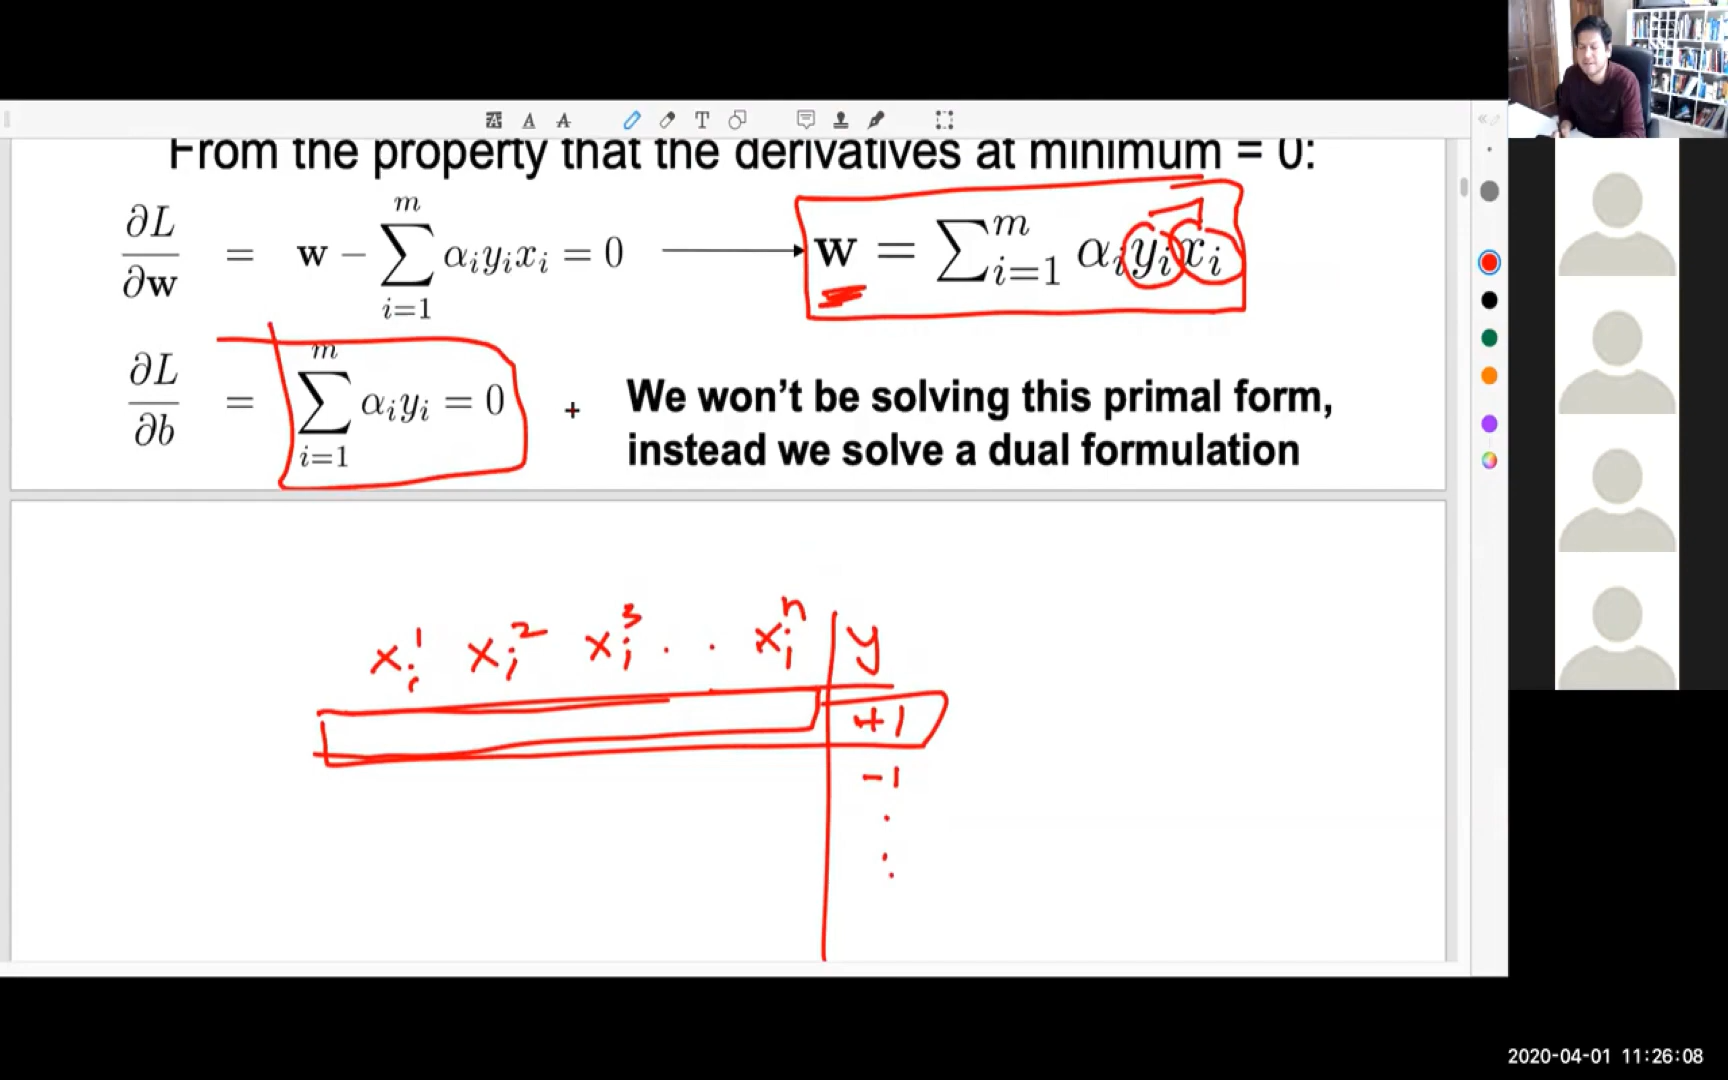 From the property that the derivatives at minimum = 0:
∂L/∂w = w − ∑_{i=1}^{m} α_i y_i x_i = 0 → w = ∑_{i=1}^{m} α_i y_i x_i
∂L/∂b = ∑_{i=1}^{m} α_i y_i = 0
We won't be solving this primal form,
instead we solve a dual formulation
x_i^1 x_i^2 x_i^3 . . x_i^n | y
+1
-1
2020-04-01 11:26:08